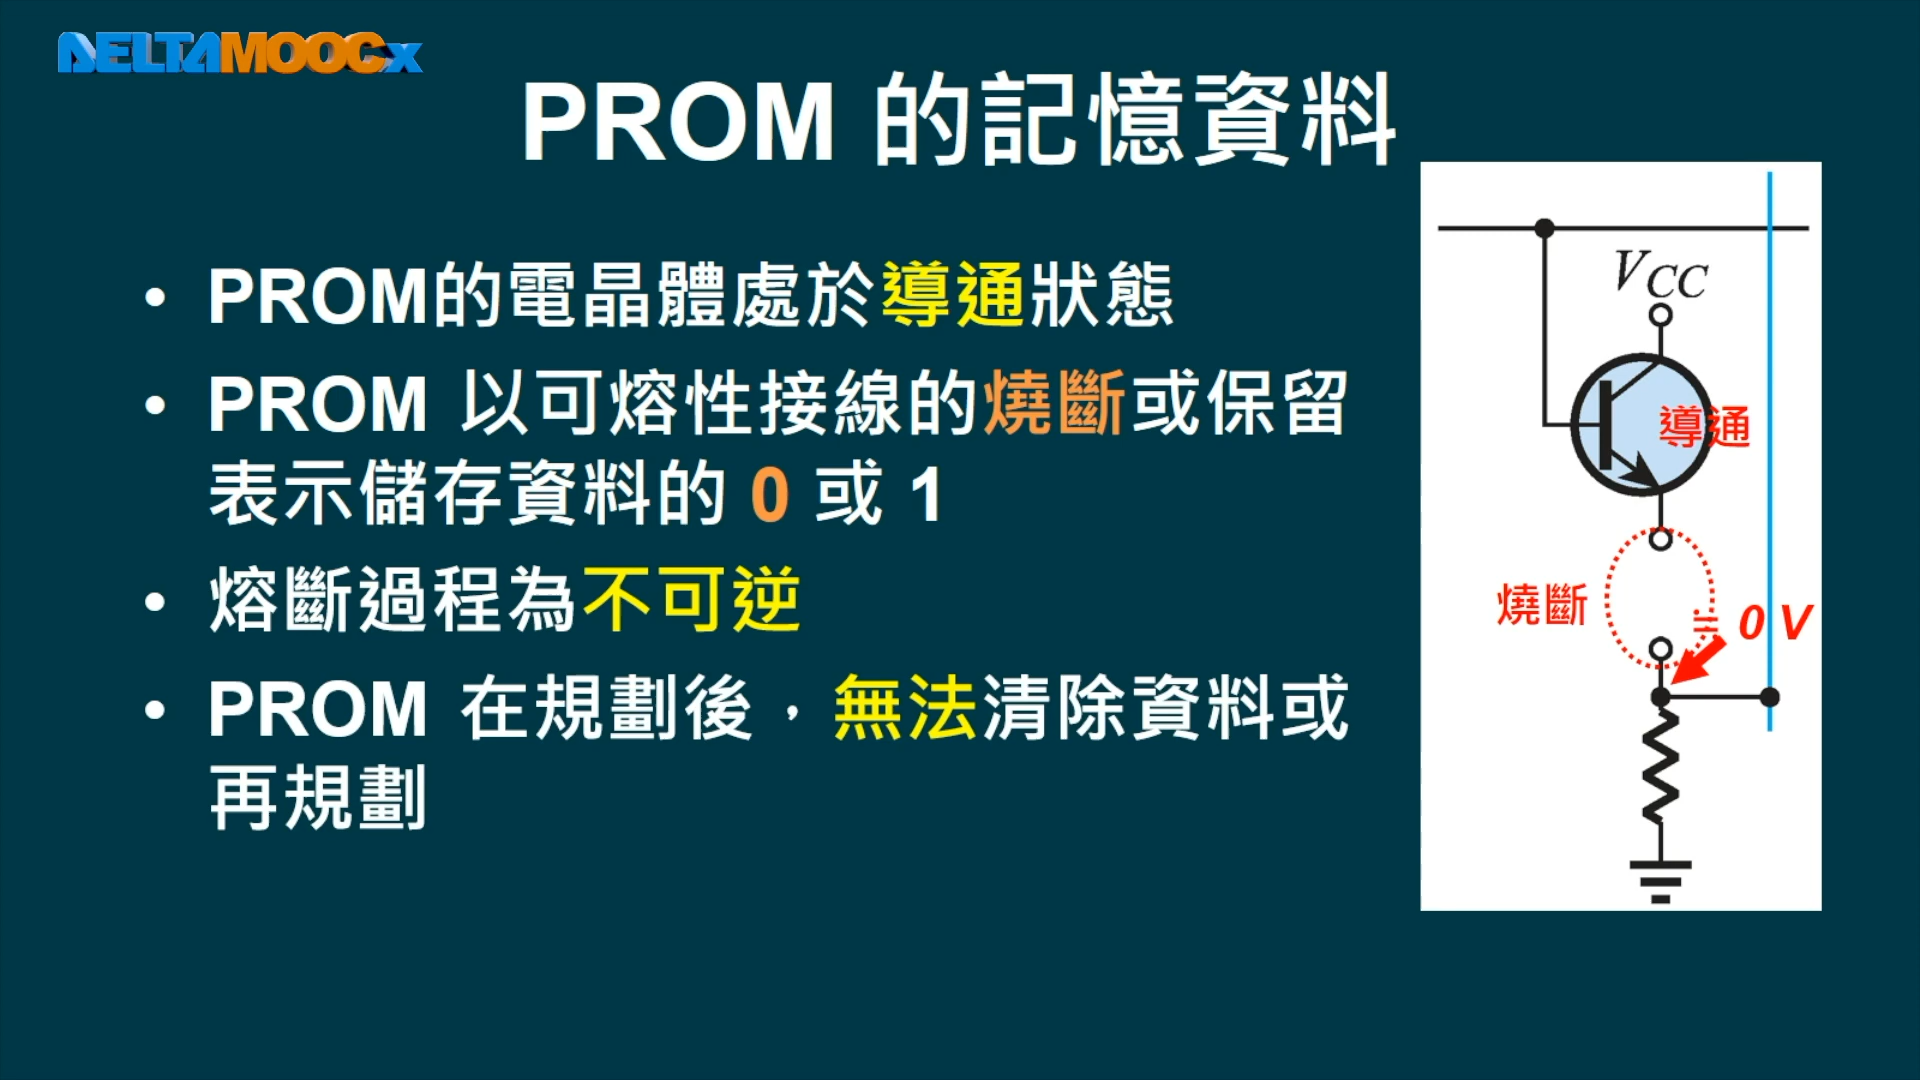 DELTAMOOCx
PROM 的記憶資料
• PROM的電晶體處於導通狀態
• PROM 以可熔性接線的燒斷或保留
表示儲存資料的 0 或 1
• 熔斷過程為不可逆
• PROM 在規劃後，無法清除資料或
再規劃
VCC
導通
燒斷
= 0 V